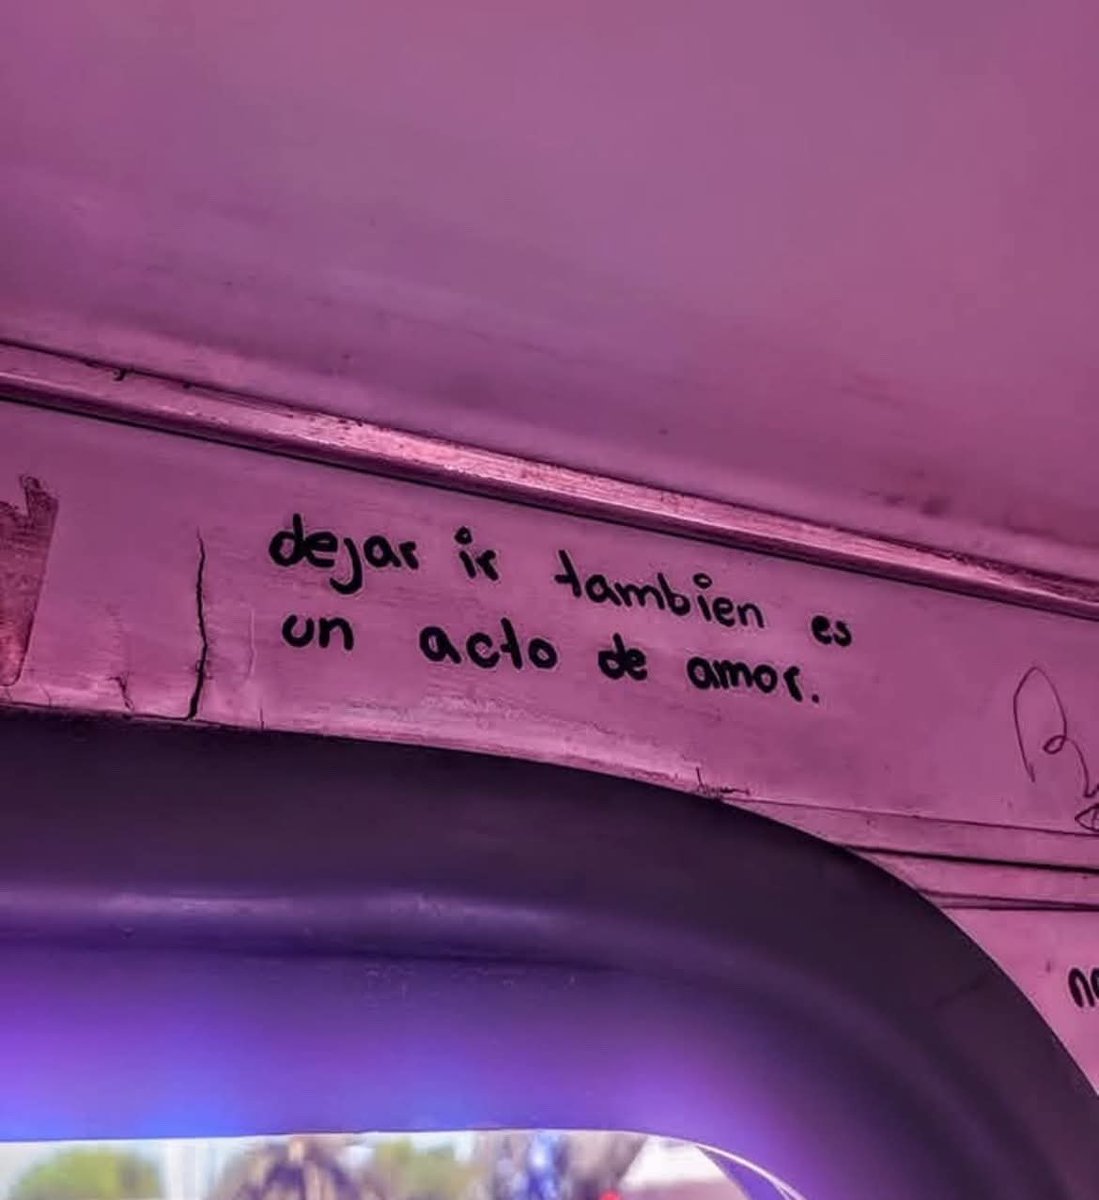 dejar ir tambien es
un acto de amor.